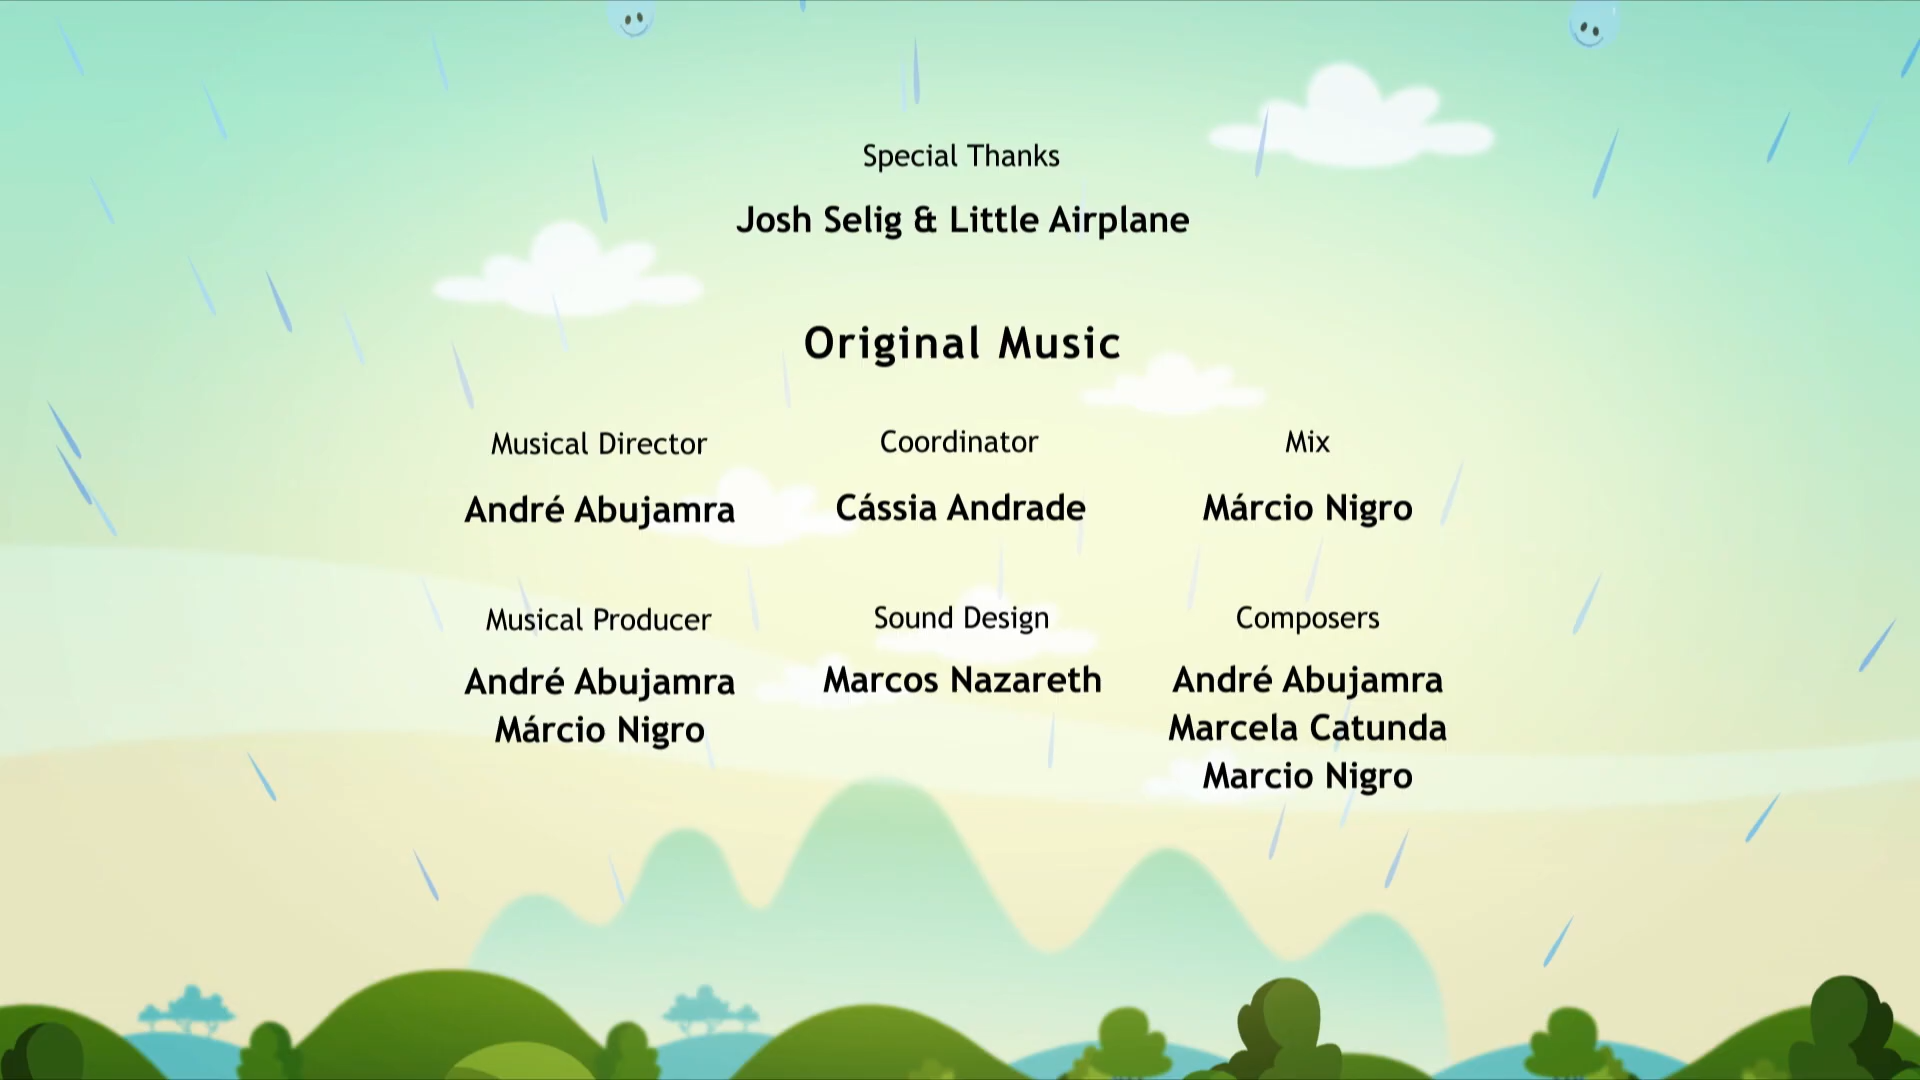 Special Thanks
Josh Selig & Little Airplane
Original Music
Musical Director
André Abujamra
Coordinator
Cássia Andrade
Mix
Márcio Nigro
Musical Producer
André Abujamra
Márcio Nigro
Sound Design
Marcos Nazareth
Composers
André Abujamra
Marcela Catunda
Marcio Nigro